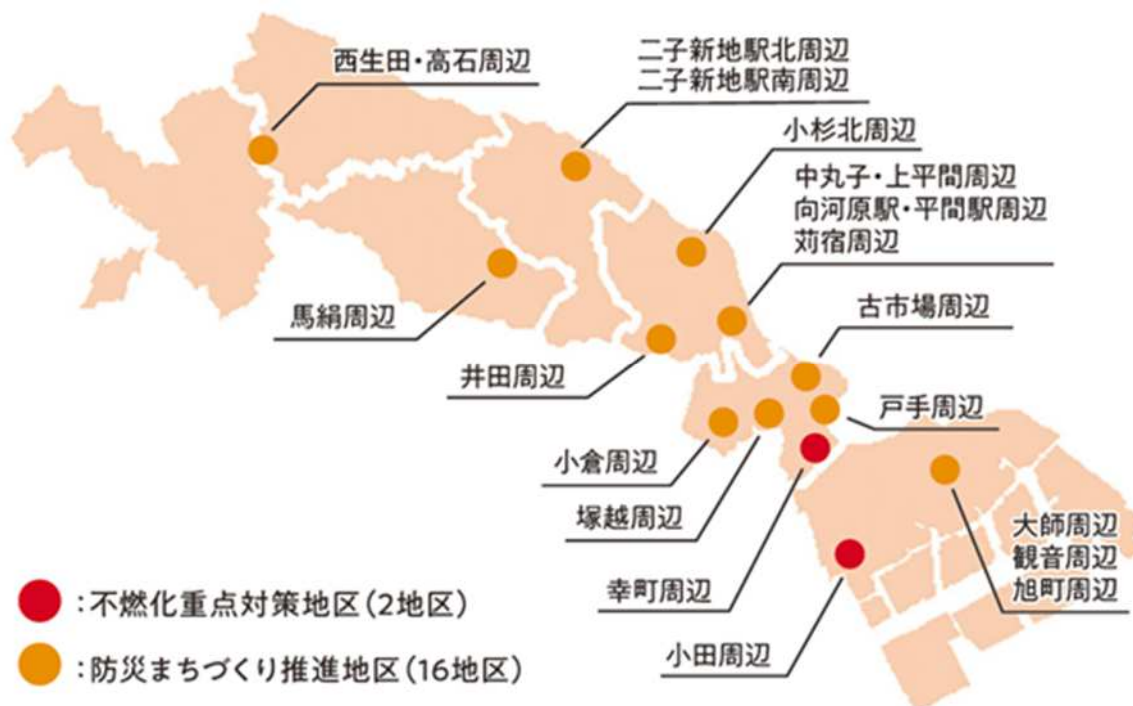 西生田・高石周辺
二子新地駅北周辺
二子新地駅南周辺
小杉北周辺
中丸子・上平間周辺
向河原駅・平間駅周辺
苅宿周辺
馬絹周辺
古市場周辺
井田周辺
戸手周辺
小倉周辺
塚越周辺
大師周辺
観音周辺
旭町周辺
幸町周辺
小田周辺
：不燃化重点対策地区（2地区）
：防災まちづくり推進地区（16地区）